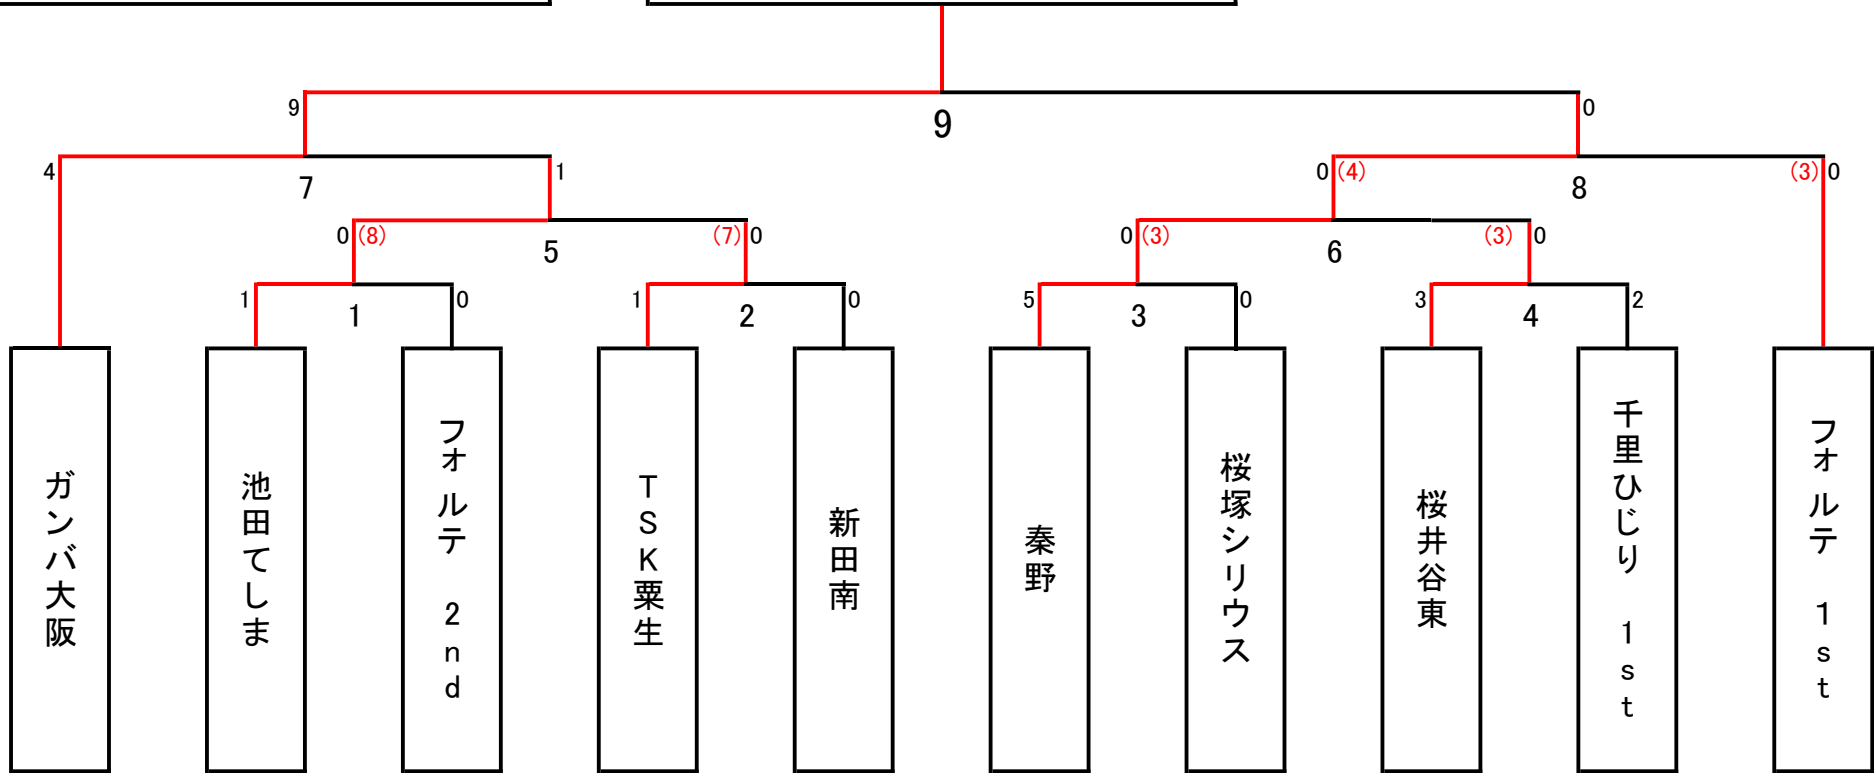 9
0
9
4
1
0(4)
(3)0
7
8
0(8)
(7)0
0(3)
(3)0
5
6
1
0
1
0
5
0
3
2
1
2
3
4
ガンバ大阪
池田てしま
フォルテ 2nd
TSK粟生
新田南
秦野
桜塚シリウス
桜井谷東
千里ひじり 1st
フォルテ 1st